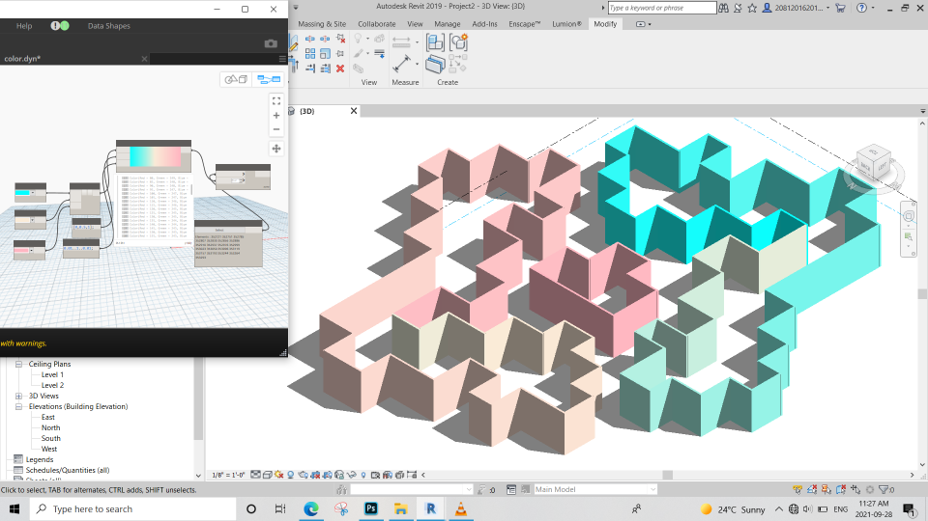 Autodesk Revit 2019 - Project2 - 3D View: {3D}
Type a keyword or phrase
20812016201...
Help
Data Shapes
Massing & Site
Collaborate
View
Manage
Add-Ins
Enscape™
Lumion®
Modify
color.dyn*
View
Measure
Create
{3D}
with warnings.
Ceiling Plans
Level 1
Level 2
3D Views
Elevations (Building Elevation)
East
North
South
West
Legends
Schedules/Quantities (all)
1/8" = 1'-0"
Click to select, TAB for alternates, CTRL adds, SHIFT unselects.
:0
Main Model
:0
Type here to search
24°C Sunny
ENG
11:27 AM
2021-09-28